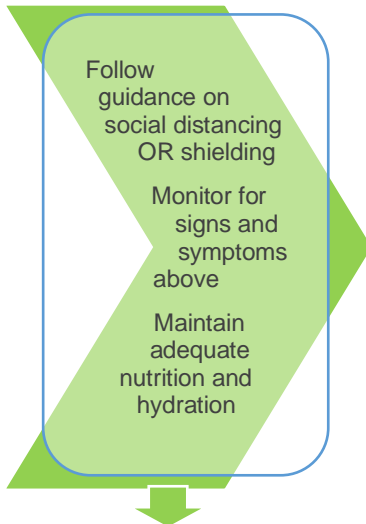 Follow
guidance on
social distancing
OR shielding
Monitor for
signs and
symptoms
above
Maintain
adequate
nutrition and
hydration